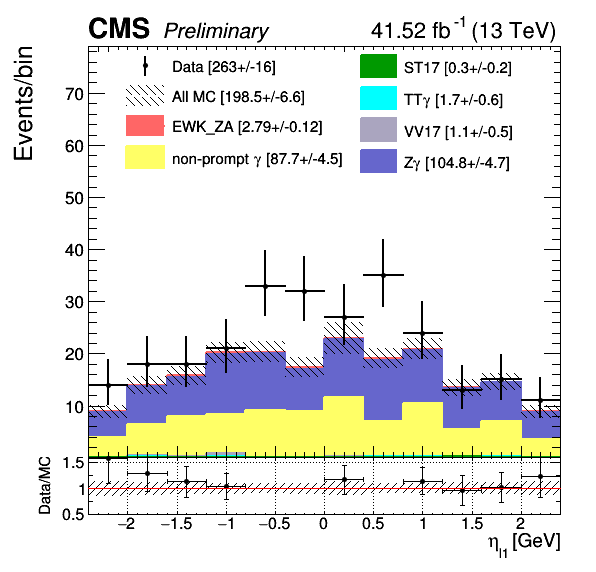 CMS Preliminary 41.52 fb⁻¹ (13 TeV)
Events/bin
Data [263+/-16]
All MC [198.5+/-6.6]
EWK_ZA [2.79+/-0.12]
non-prompt γ [87.7+/-4.5]
ST17 [0.3+/-0.2]
TTγ [1.7+/-0.6]
VV17 [1.1+/-0.5]
Zγ [104.8+/-4.7]
70
60
50
40
30
20
10
Data/MC
1.5
1
0.5
−2 −1.5 −1 −0.5 0 0.5 1 1.5 2
η_l1 [GeV]